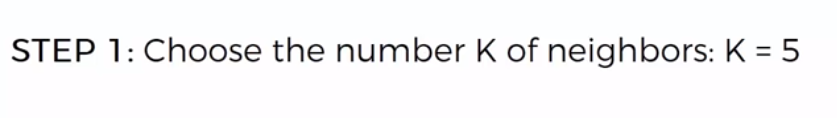 STEP 1: Choose the number K of neighbors: K = 5